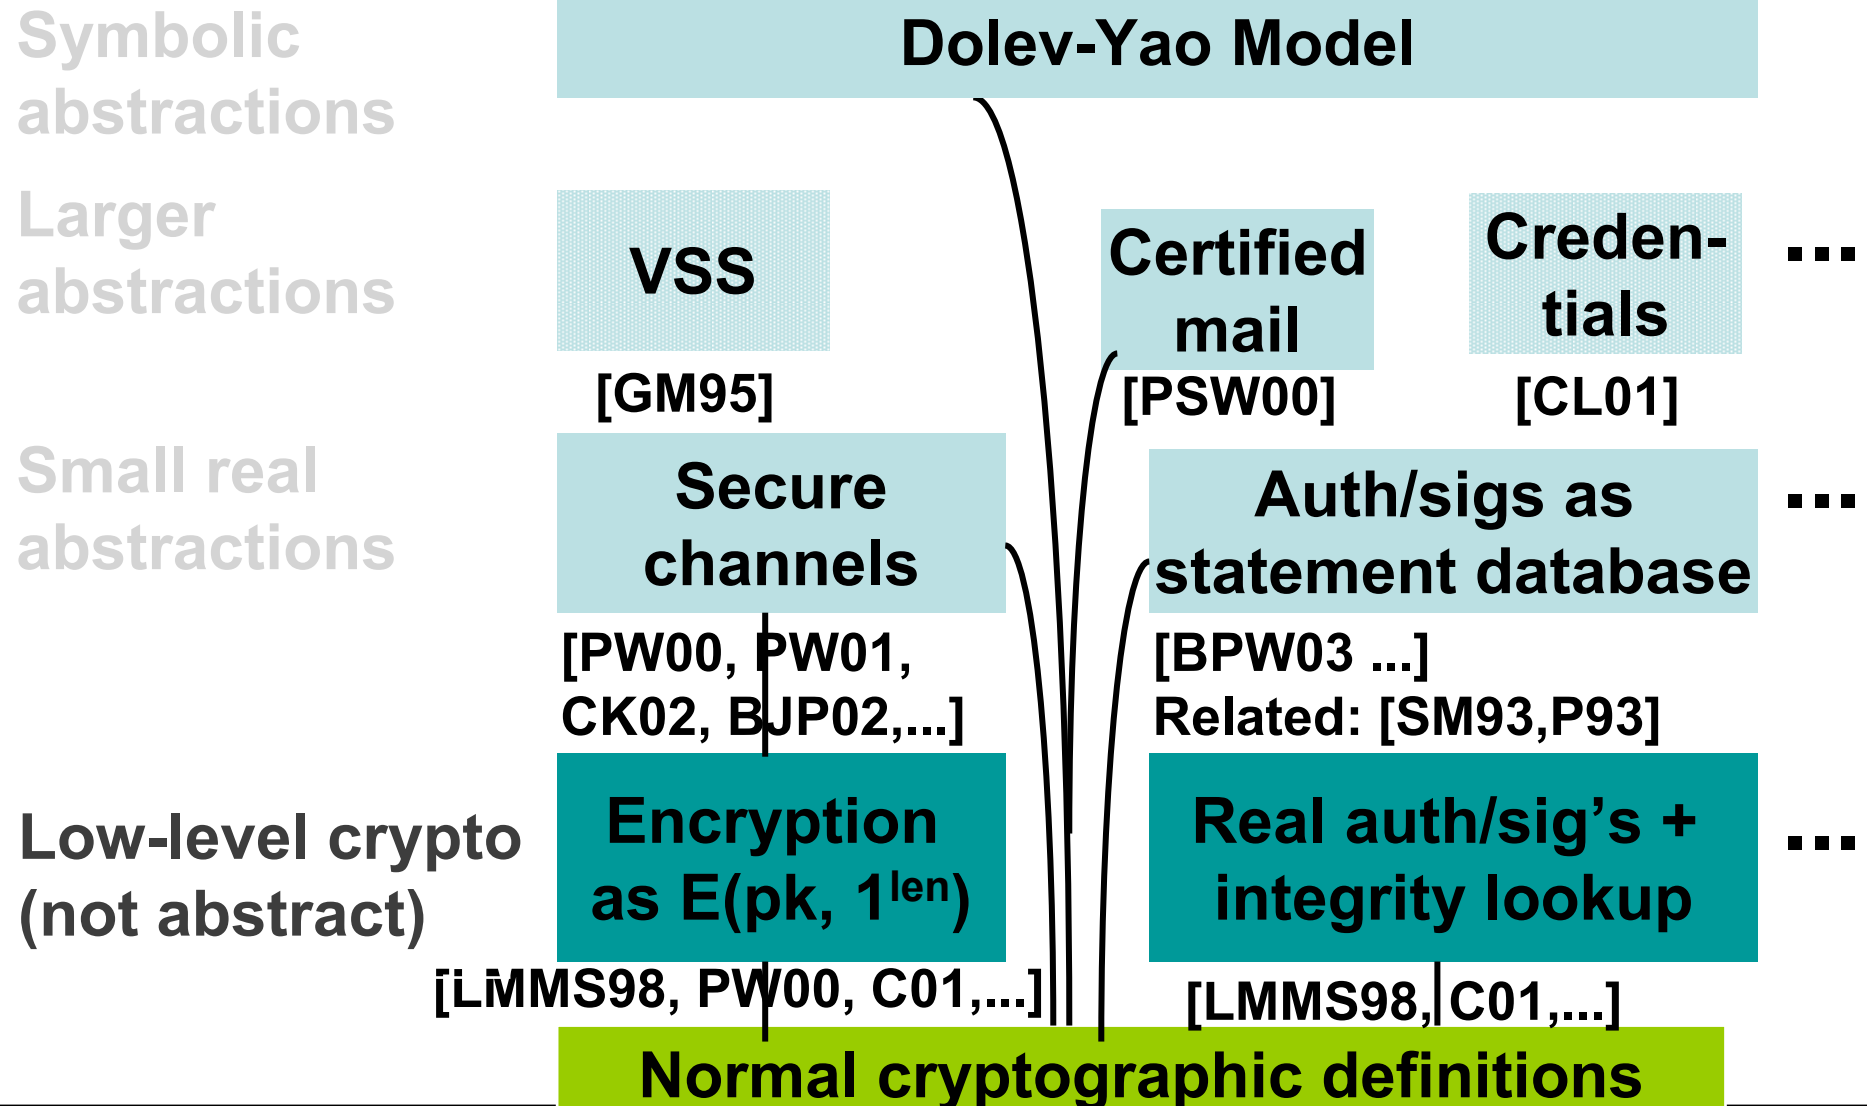 Symbolic
abstractions
Dolev-Yao Model
Larger
abstractions
VSS
[GM95]
Certified
mail
[PSW00]
Creden-
tials
[CL01]
...
Small real
abstractions
Secure
channels
[PW00, PW01,
CK02, BJP02,...]
Auth/sigs as
statement database
[BPW03 ...]
Related: [SM93,P93]
...
Low-level crypto
(not abstract)
Encryption
as E(pk, 1^len)
[LMMS98, PW00, C01,...]
Real auth/sig’s +
integrity lookup
[LMMS98, C01,...]
...
Normal cryptographic definitions